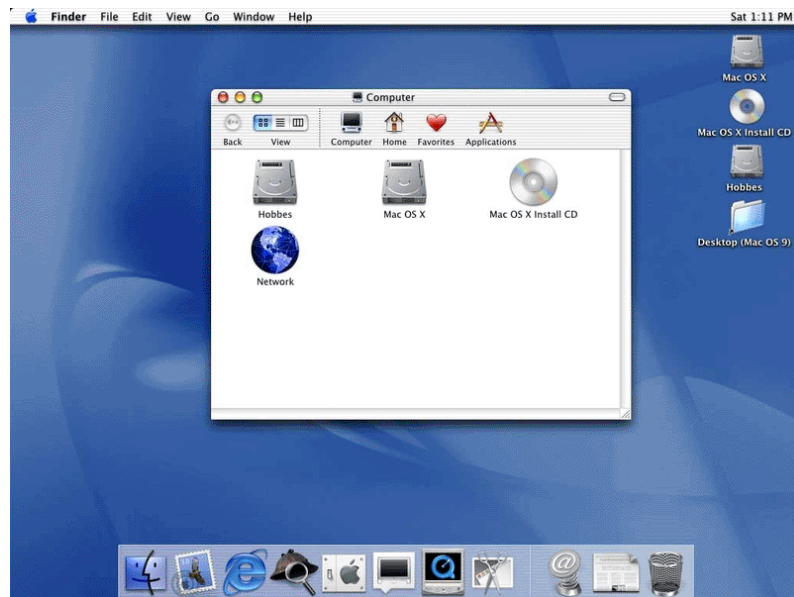 Finder File Edit View Go Window Help Sat 1:11 PM
Mac OS X
Mac OS X Install CD
Hobbes
Desktop (Mac OS 9)
Computer
Back View Computer Home Favorites Applications
Hobbes Mac OS X Mac OS X Install CD
Network